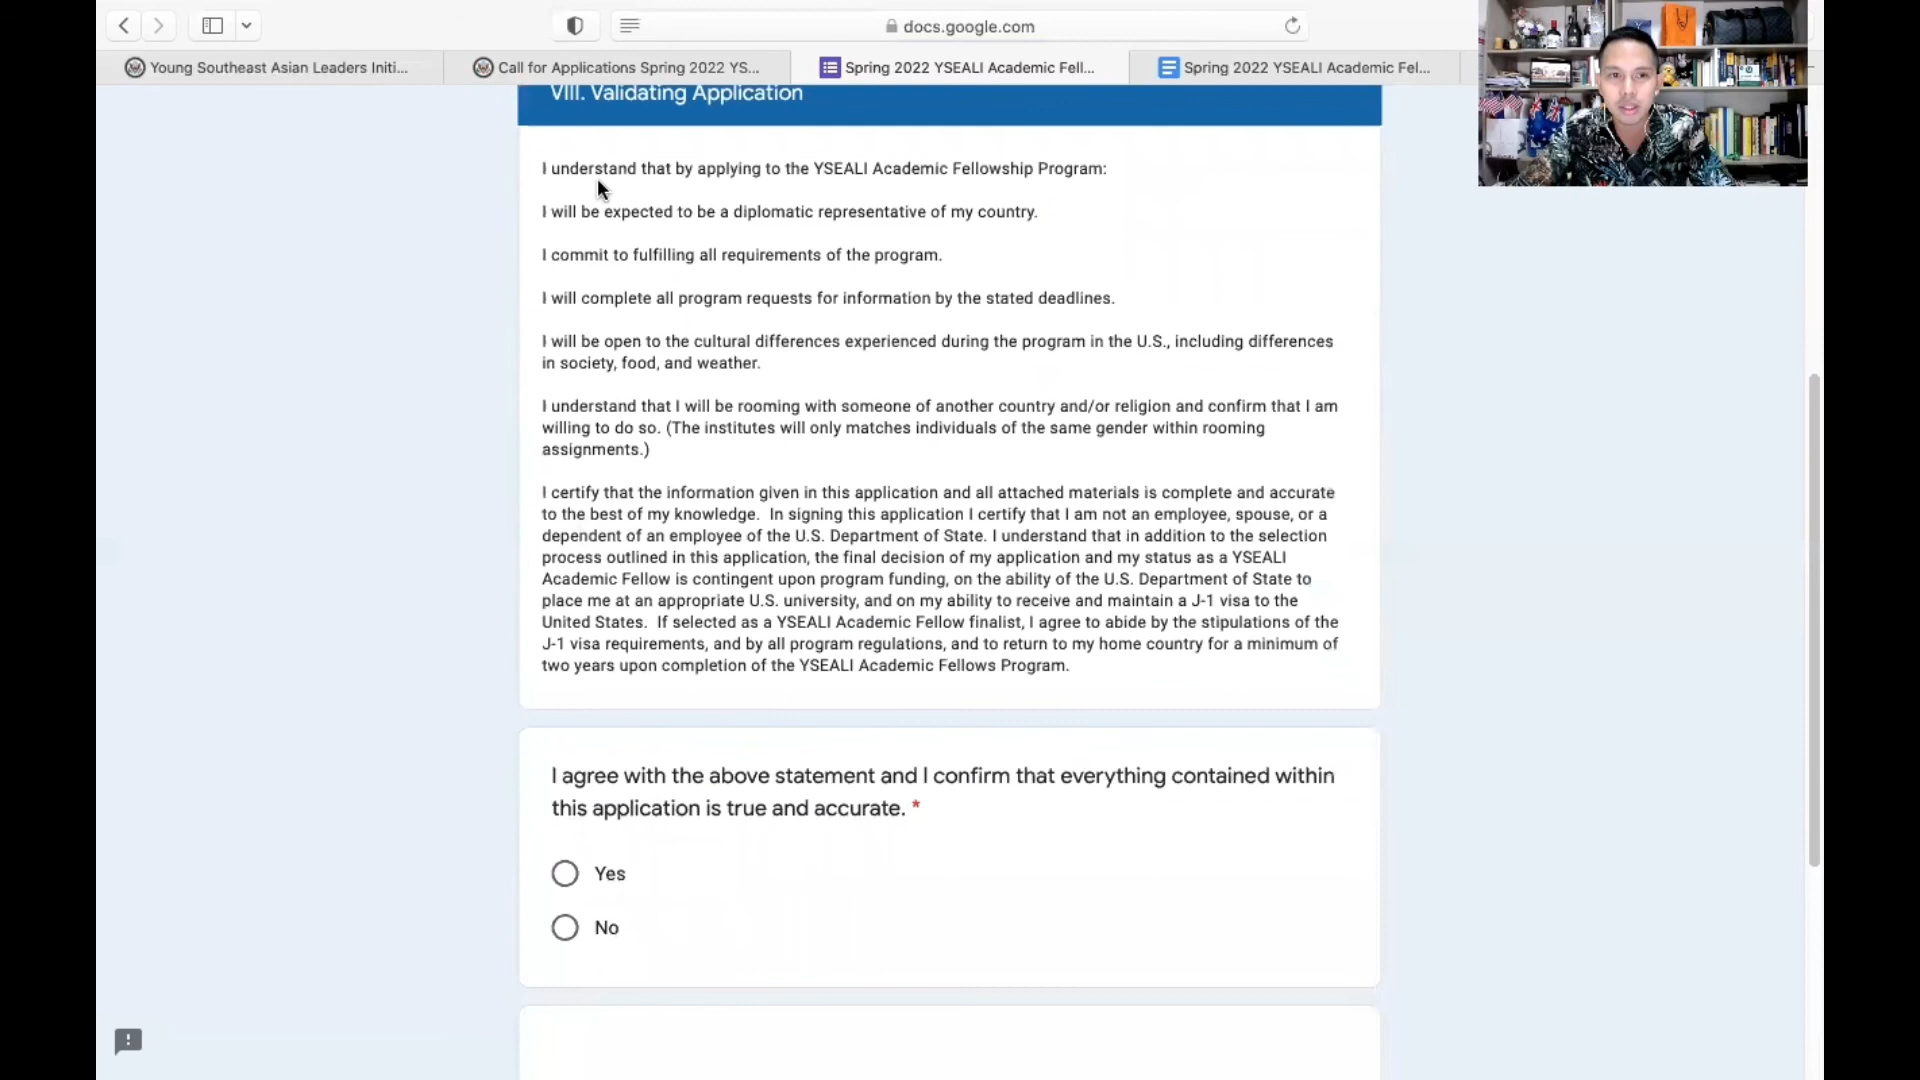 docs.google.com
Young Southeast Asian Leaders Initi...
Call for Applications Spring 2022 YS...
Spring 2022 YSEALI Academic Fell...
Spring 2022 YSEALI Academic Fel...
VIII. Validating Application
I understand that by applying to the YSEALI Academic Fellowship Program:
I will be expected to be a diplomatic representative of my country.
I commit to fulfilling all requirements of the program.
I will complete all program requests for information by the stated deadlines.
I will be open to the cultural differences experienced during the program in the U.S., including differences
in society, food, and weather.
I understand that I will be rooming with someone of another country and/or religion and confirm that I am
willing to do so. (The institutes will only matches individuals of the same gender within rooming
assignments.)
I certify that the information given in this application and all attached materials is complete and accurate
to the best of my knowledge.  In signing this application I certify that I am not an employee, spouse, or a
dependent of an employee of the U.S. Department of State. I understand that in addition to the selection
process outlined in this application, the final decision of my application and my status as a YSEALI
Academic Fellow is contingent upon program funding, on the ability of the U.S. Department of State to
place me at an appropriate U.S. university, and on my ability to receive and maintain a J-1 visa to the
United States.  If selected as a YSEALI Academic Fellow finalist, I agree to abide by the stipulations of the
J-1 visa requirements, and by all program regulations, and to return to my home country for a minimum of
two years upon completion of the YSEALI Academic Fellows Program.
I agree with the above statement and I confirm that everything contained within
this application is true and accurate. *
Yes
No